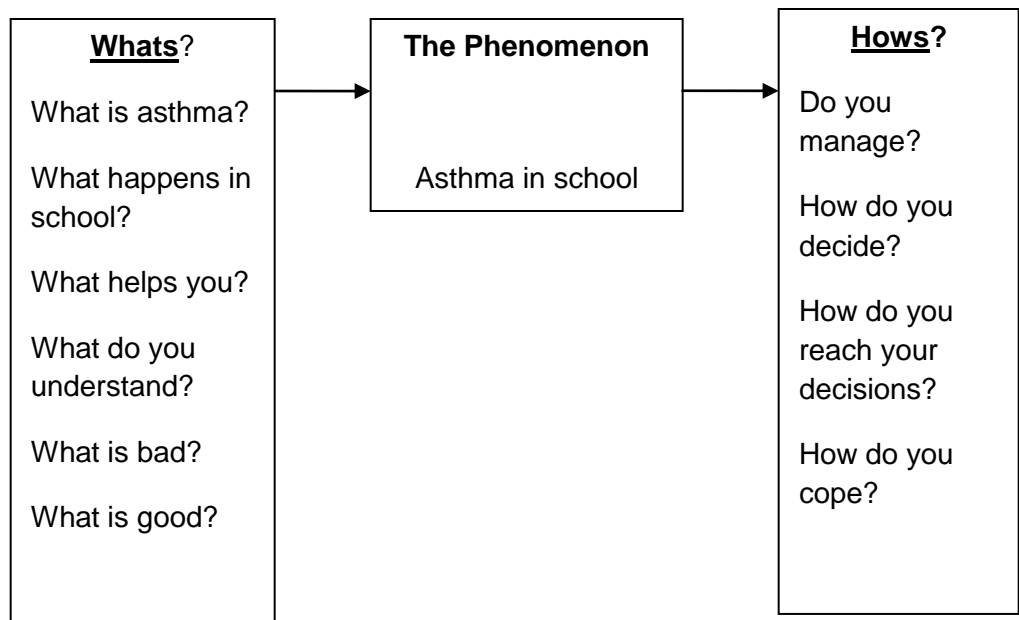 Whats?
What is asthma?
What happens in
school?
What helps you?
What do you
understand?
What is bad?
What is good?
The Phenomenon
Asthma in school
Hows?
Do you
manage?
How do you
decide?
How do you
reach your
decisions?
How do you
cope?